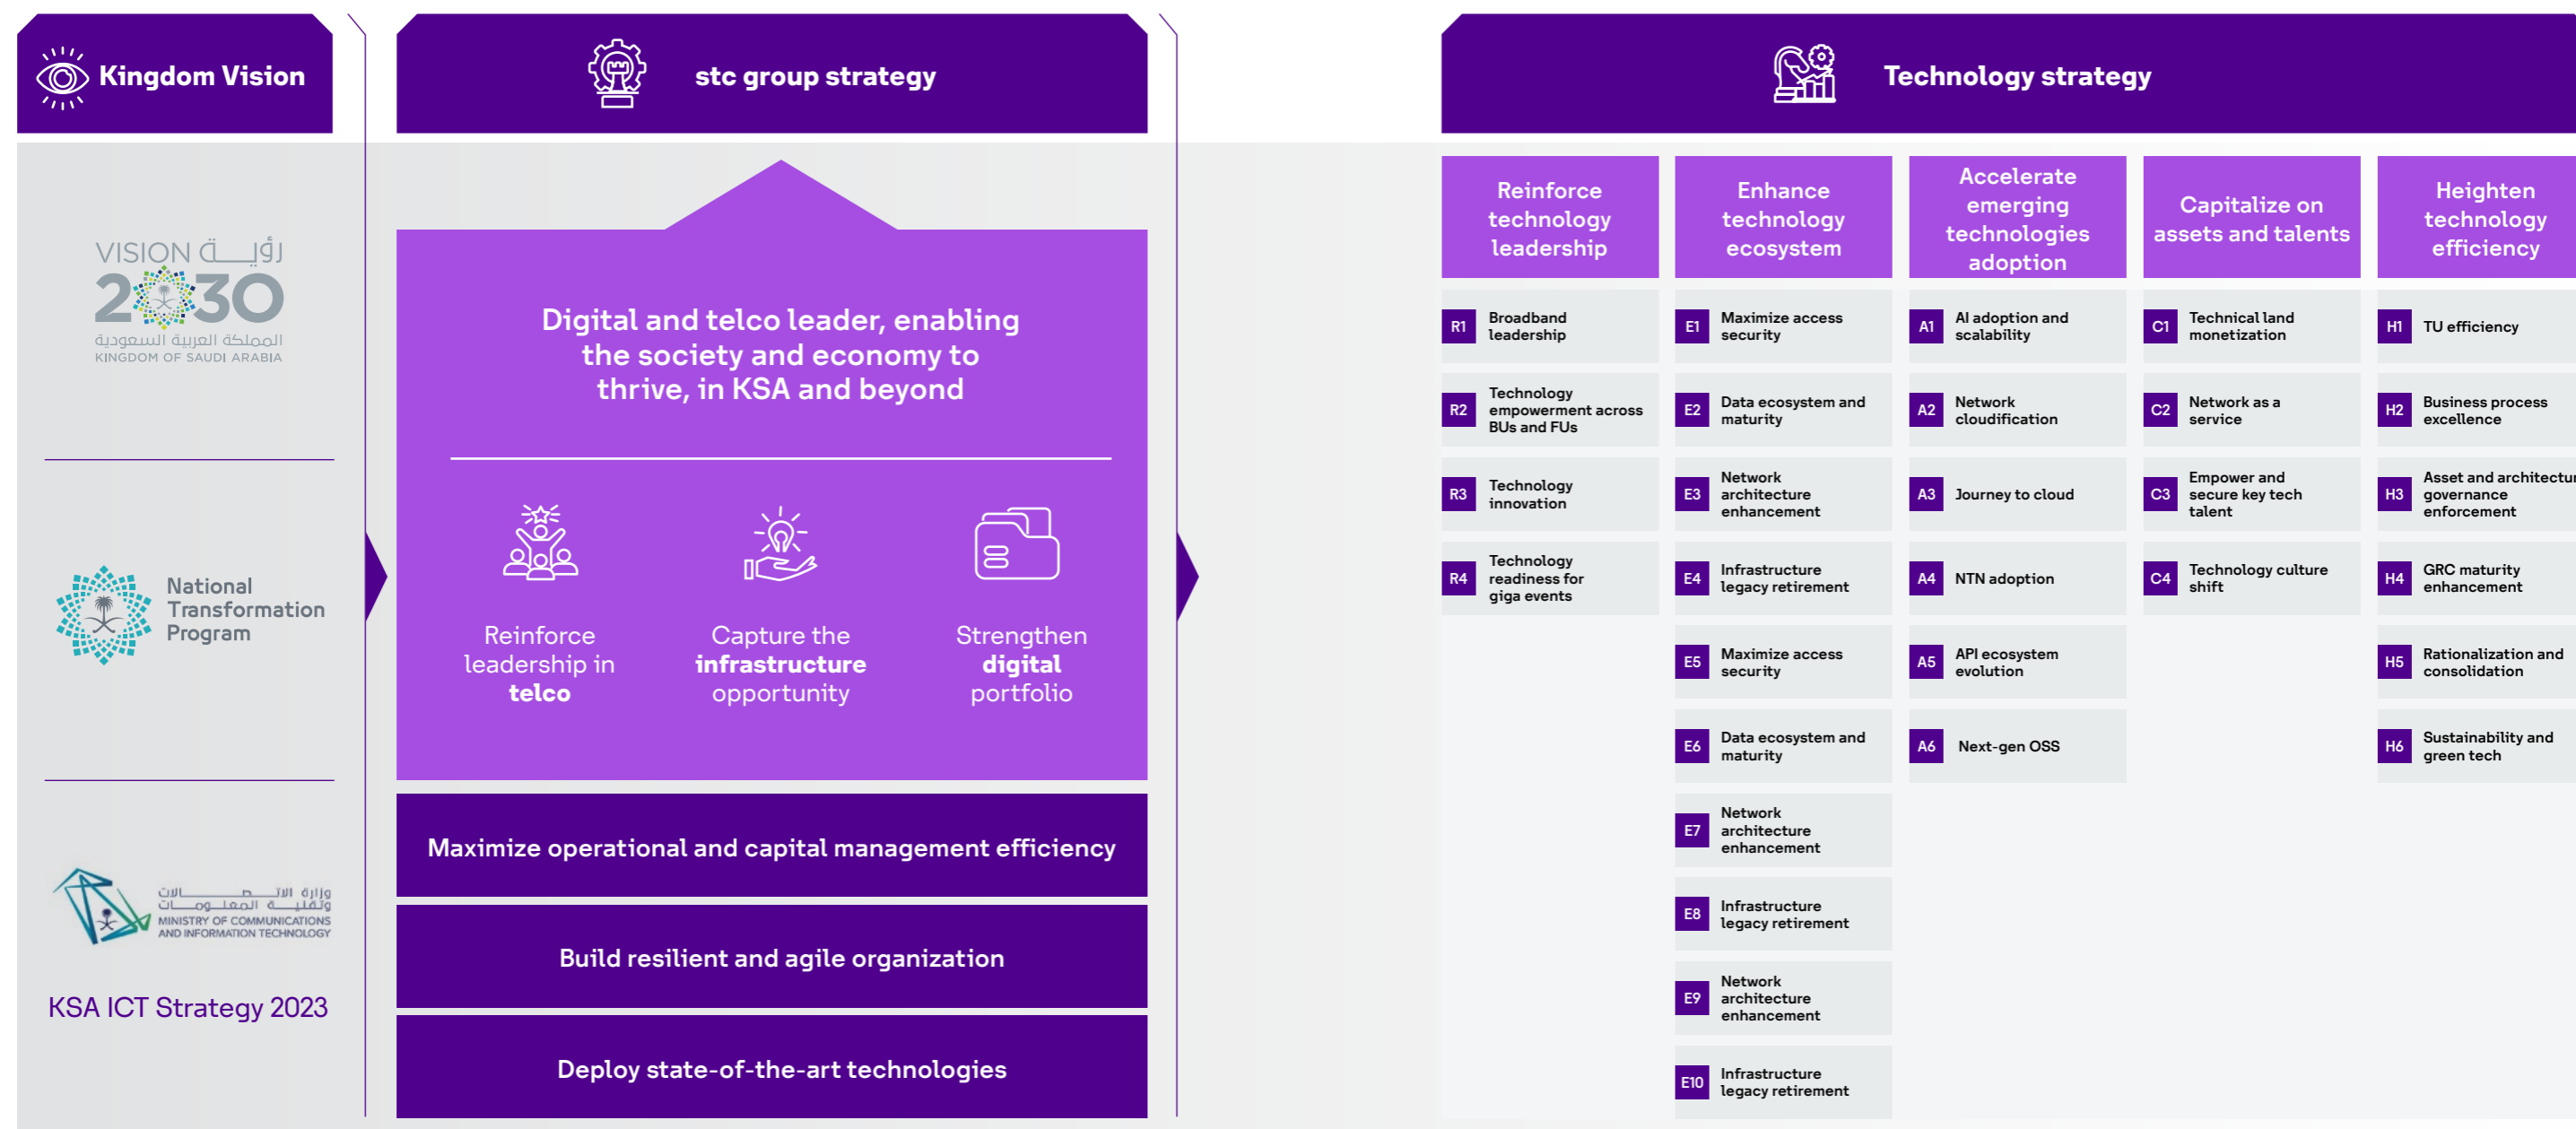 Kingdom Vision
stc group strategy
Technology strategy
VISION رؤيـــة
2030
المملكة العربية السعودية
KINGDOM OF SAUDI ARABIA
National
Transformation
Program
وزارة الاتـــصـــــالات
وتقنيـــة المعلومـــات
MINISTRY OF COMMUNICATIONS
AND INFORMATION TECHNOLOGY
KSA ICT Strategy 2023
Digital and telco leader, enabling
the society and economy to
thrive, in KSA and beyond
Reinforce
leadership in
telco
Capture the
infrastructure
opportunity
Strengthen
digital
portfolio
Maximize operational and capital management efficiency
Build resilient and agile organization
Deploy state-of-the-art technologies
Reinforce
technology
leadership
R1 Broadband
leadership
R2 Technology
empowerment across
BUs and FUs
R3 Technology
innovation
R4 Technology
readiness for
giga events
Enhance
technology
ecosystem
E1 Maximize access
security
E2 Data ecosystem and
maturity
E3 Network
architecture
enhancement
E4 Infrastructure
legacy retirement
E5 Maximize access
security
E6 Data ecosystem and
maturity
E7 Network
architecture
enhancement
E8 Infrastructure
legacy retirement
E9 Network
architecture
enhancement
E10 Infrastructure
legacy retirement
Accelerate
emerging
technologies
adoption
A1 AI adoption and
scalability
A2 Network
cloudification
A3 Journey to cloud
A4 NTN adoption
A5 API ecosystem
evolution
A6 Next-gen OSS
Capitalize on
assets and talents
C1 Technical land
monetization
C2 Network as a
service
C3 Empower and
secure key tech
talent
C4 Technology culture
shift
Heighten
technology
efficiency
H1 TU efficiency
H2 Business process
excellence
H3 Asset and architectur
governance
enforcement
H4 GRC maturity
enhancement
H5 Rationalization and
consolidation
H6 Sustainability and
green tech